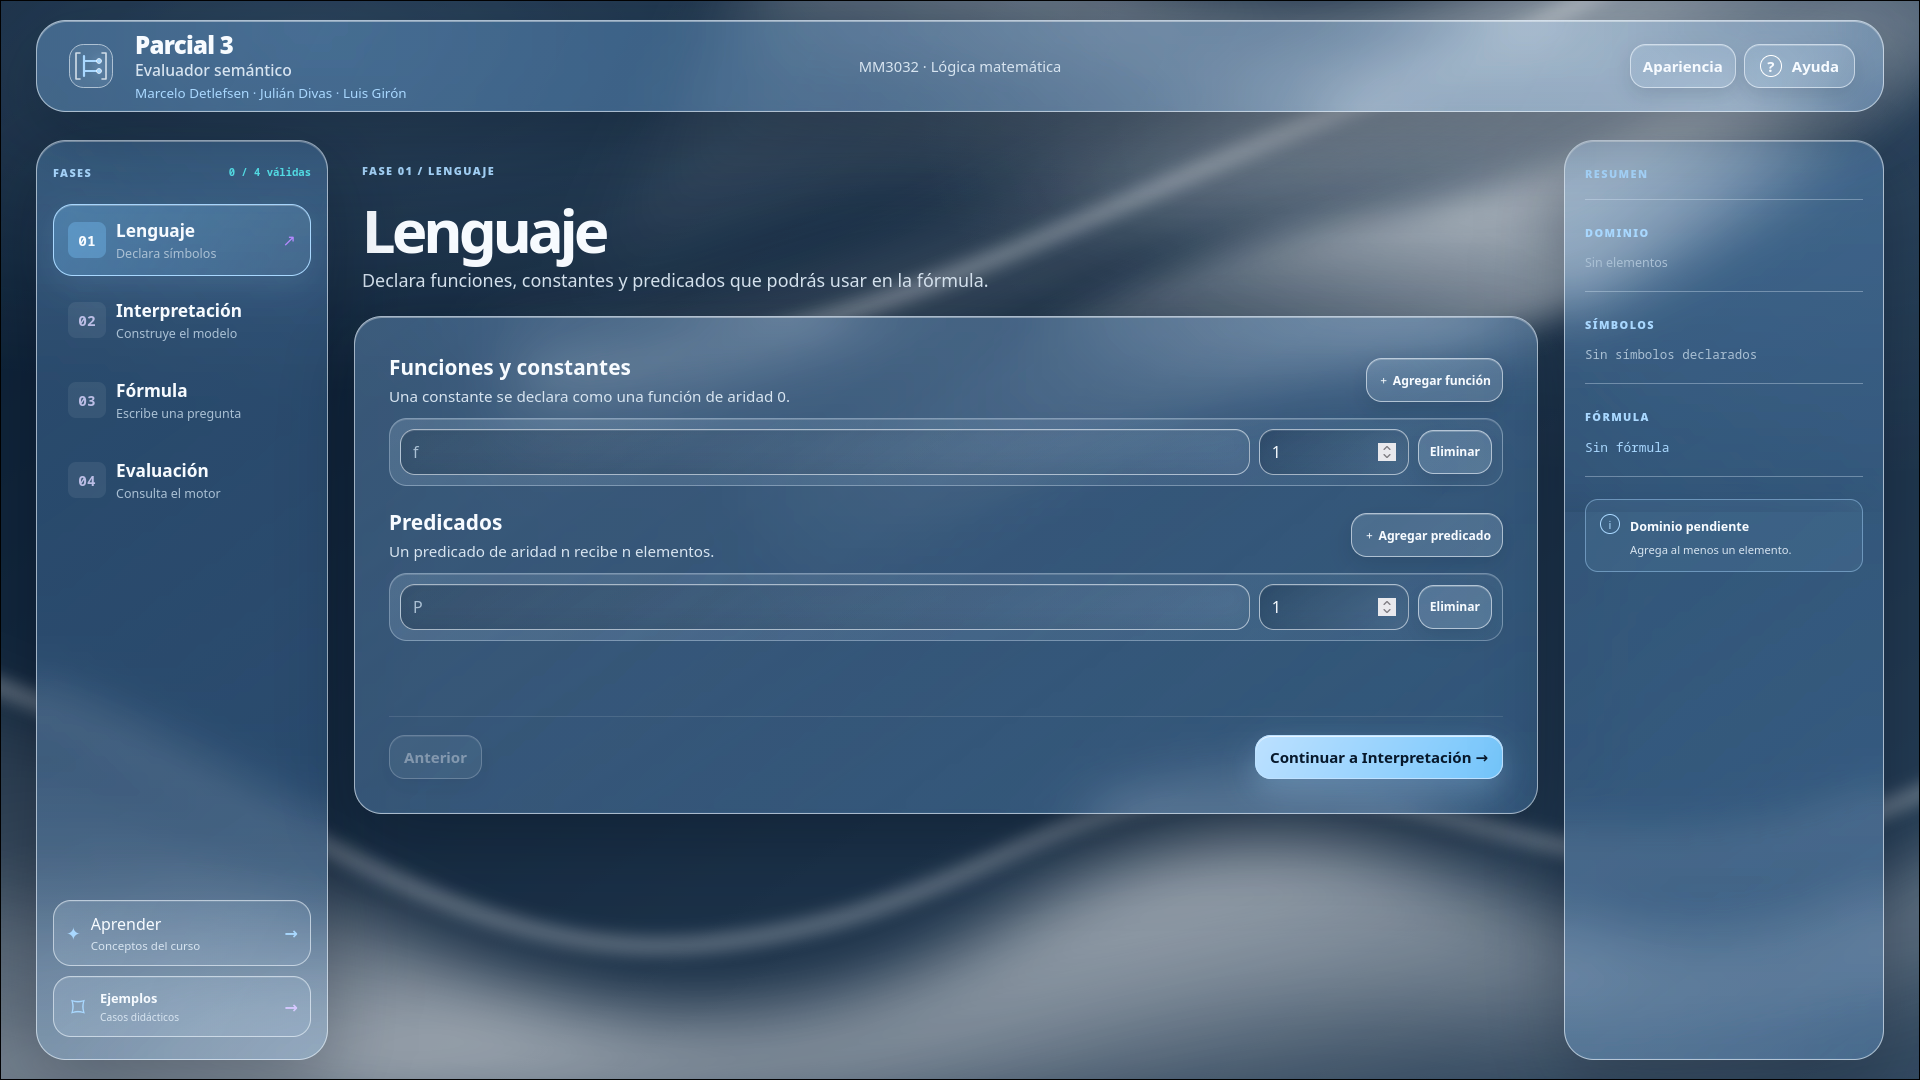 Parcial 3
Evaluador semántico
Marcelo Detlefsen · Julián Divas · Luis Girón
MM3032 · Lógica matemática
Apariencia
? Ayuda
FASES
0 / 4 válidas
01
Lenguaje
Declara símbolos
↗
02
Interpretación
Construye el modelo
03
Fórmula
Escribe una pregunta
04
Evaluación
Consulta el motor
✦ Aprender →
Conceptos del curso
Ejemplos →
Casos didácticos
FASE 01 / LENGUAJE
Lenguaje
Declara funciones, constantes y predicados que podrás usar en la fórmula.
Funciones y constantes
Una constante se declara como una función de aridad 0.
+ Agregar función
f
1
Eliminar
Predicados
Un predicado de aridad n recibe n elementos.
+ Agregar predicado
P
1
Eliminar
Anterior
Continuar a Interpretación →
RESUMEN
DOMINIO
Sin elementos
SÍMBOLOS
Sin símbolos declarados
FÓRMULA
Sin fórmula
i Dominio pendiente
Agrega al menos un elemento.